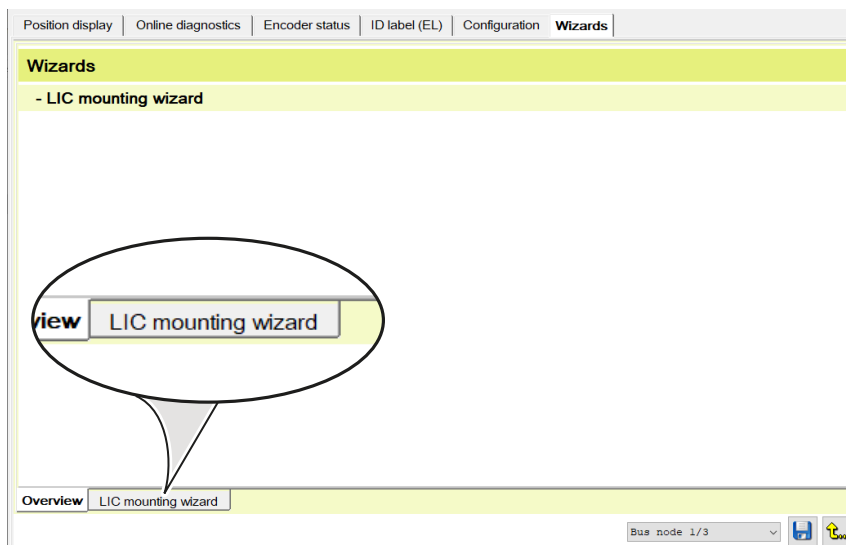 Position display Online diagnostics Encoder status ID label (EL) Configuration Wizards
Wizards
- LIC mounting wizard
view LIC mounting wizard
Overview LIC mounting wizard
Bus node 1/3